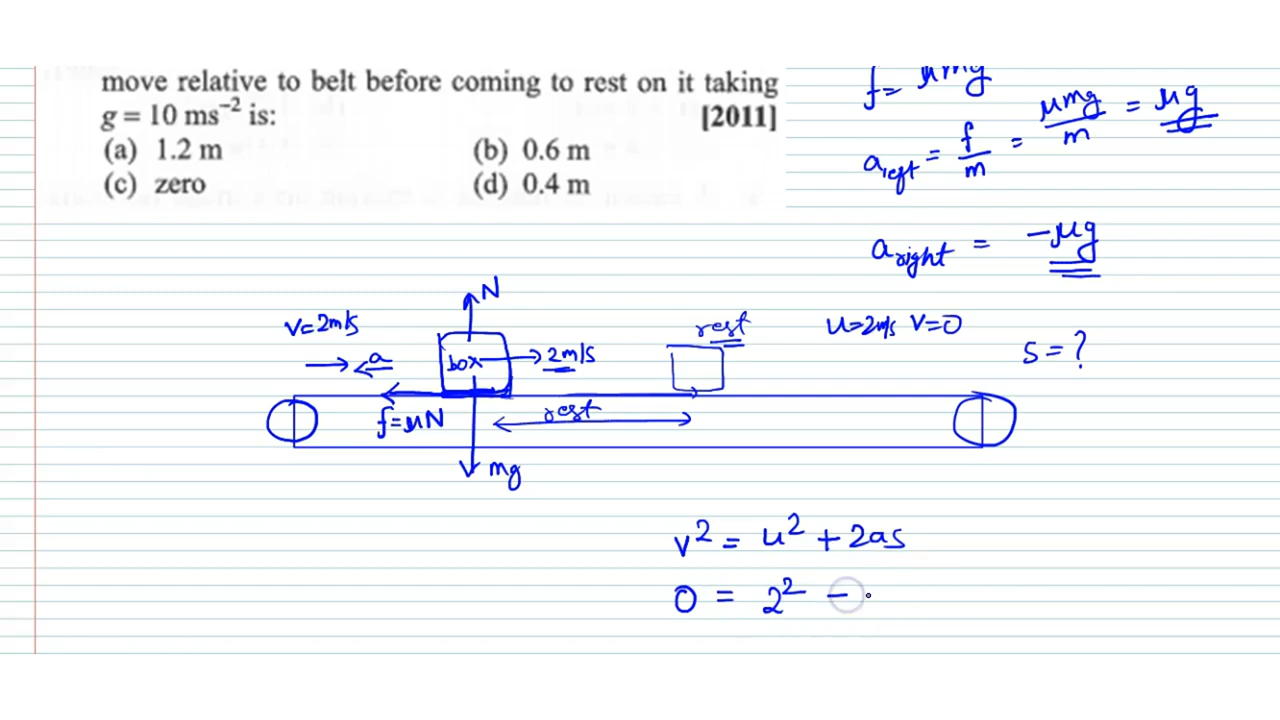 move relative to belt before coming to rest on it taking
g = 10 ms⁻² is: [2011]
(a) 1.2 m (b) 0.6 m
(c) zero (d) 0.4 m
f = μmg
a left = f/m = μmg/m = μg
a right = -μg
N
v=2m/s
a
box
2m/s
rest
u=2m/s v=0
s = ?
f=μN
rest
mg
v² = u² + 2as
0 = 2² -